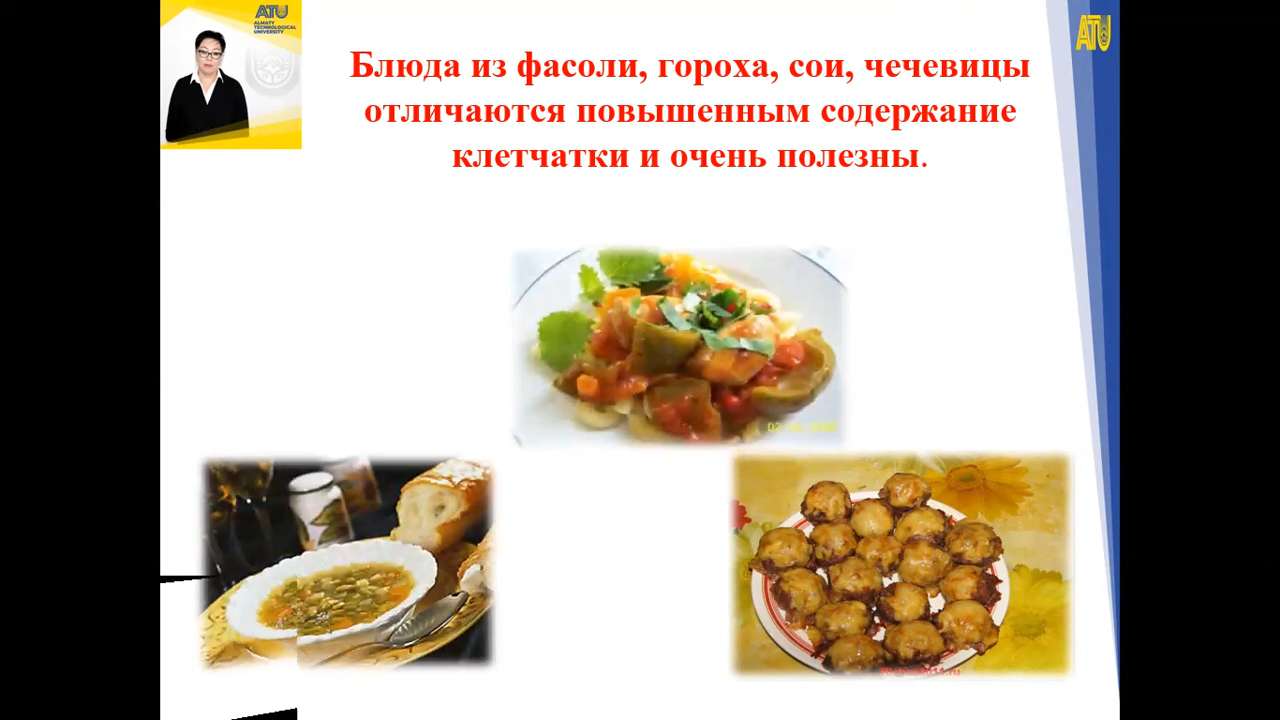 ATU
ALMATY
TECHNOLOGICAL
UNIVERSITY
ATU
Блюда из фасоли, гороха, сои, чечевицы
отличаются повышенным содержание
клетчатки и очень полезны.